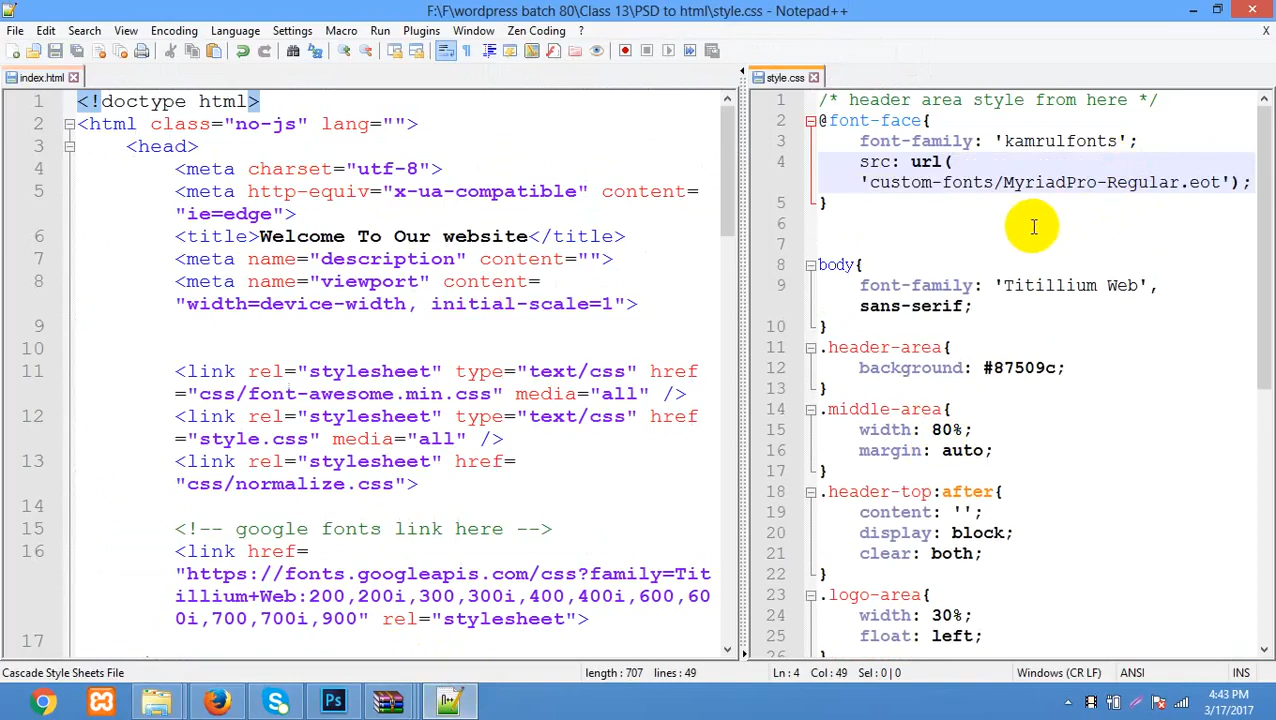 F:\F\wordpress batch 80\Class 13\PSD to html\style.css - Notepad++
File Edit Search View Encoding Language Settings Macro Run Plugins Window Zen Coding ? X
index.html
1 <!doctype html>
2 <html class="no-js" lang="">
3 <head>
4 <meta charset="utf-8">
5 <meta http-equiv="x-ua-compatible" content=
"ie=edge">
6 <title>Welcome To Our website</title>
7 <meta name="description" content="">
8 <meta name="viewport" content=
"width=device-width, initial-scale=1">
9
10
11 <link rel="stylesheet" type="text/css" href
="css/font-awesome.min.css" media="all" />
12 <link rel="stylesheet" type="text/css" href
="style.css" media="all" />
13 <link rel="stylesheet" href=
"css/normalize.css">
14
15 <!-- google fonts link here -->
16 <link href=
"https://fonts.googleapis.com/css?family=Tit
illium+Web:200,200i,300,300i,400,400i,600,60
0i,700,700i,900" rel="stylesheet">
17
style.css
1 /* header area style from here */
2 @font-face{
3 font-family: 'kamrulfonts';
4 src: url(
'custom-fonts/MyriadPro-Regular.eot');
5 }
6
7
8 body{
9 font-family: 'Titillium Web',
sans-serif;
10 }
11 .header-area{
12 background: #87509c;
13 }
14 .middle-area{
15 width: 80%;
16 margin: auto;
17 }
18 .header-top:after{
19 content: '';
20 display: block;
21 clear: both;
22 }
23 .logo-area{
24 width: 30%;
25 float: left;
26 }
Cascade Style Sheets File length : 707 lines : 49 Ln : 4 Col : 49 Sel : 0 | 0 Windows (CR LF) ANSI INS
Ps
4:43 PM
3/17/2017